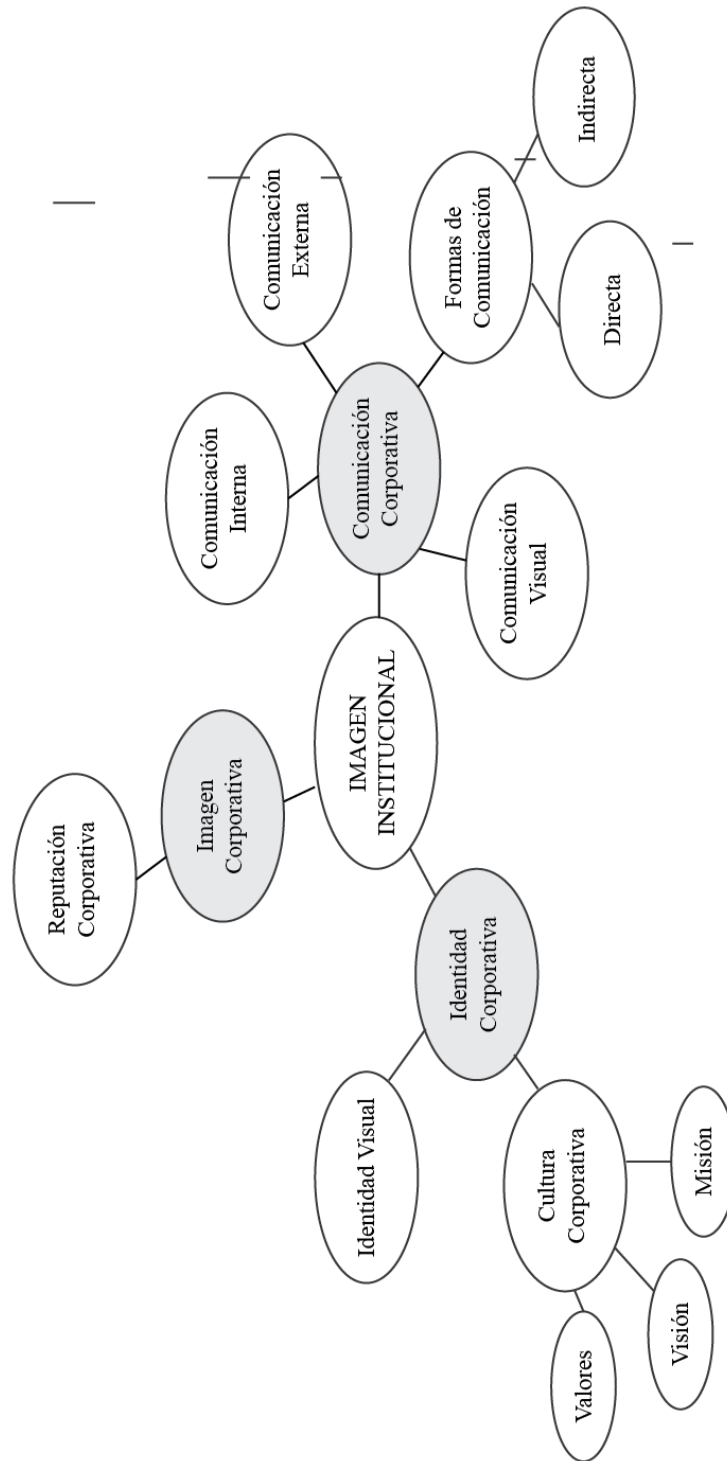 Reputación
Corporativa
Imagen
Corporativa
Comunicación
Interna
Comunicación
Externa
IMAGEN
INSTITUCIONAL
Comunicación
Corporativa
Identidad Visual
Identidad
Corporativa
Comunicación
Visual
Formas de
Comunicación
Cultura
Corporativa
Directa
Indirecta
Valores
Visión
Misión